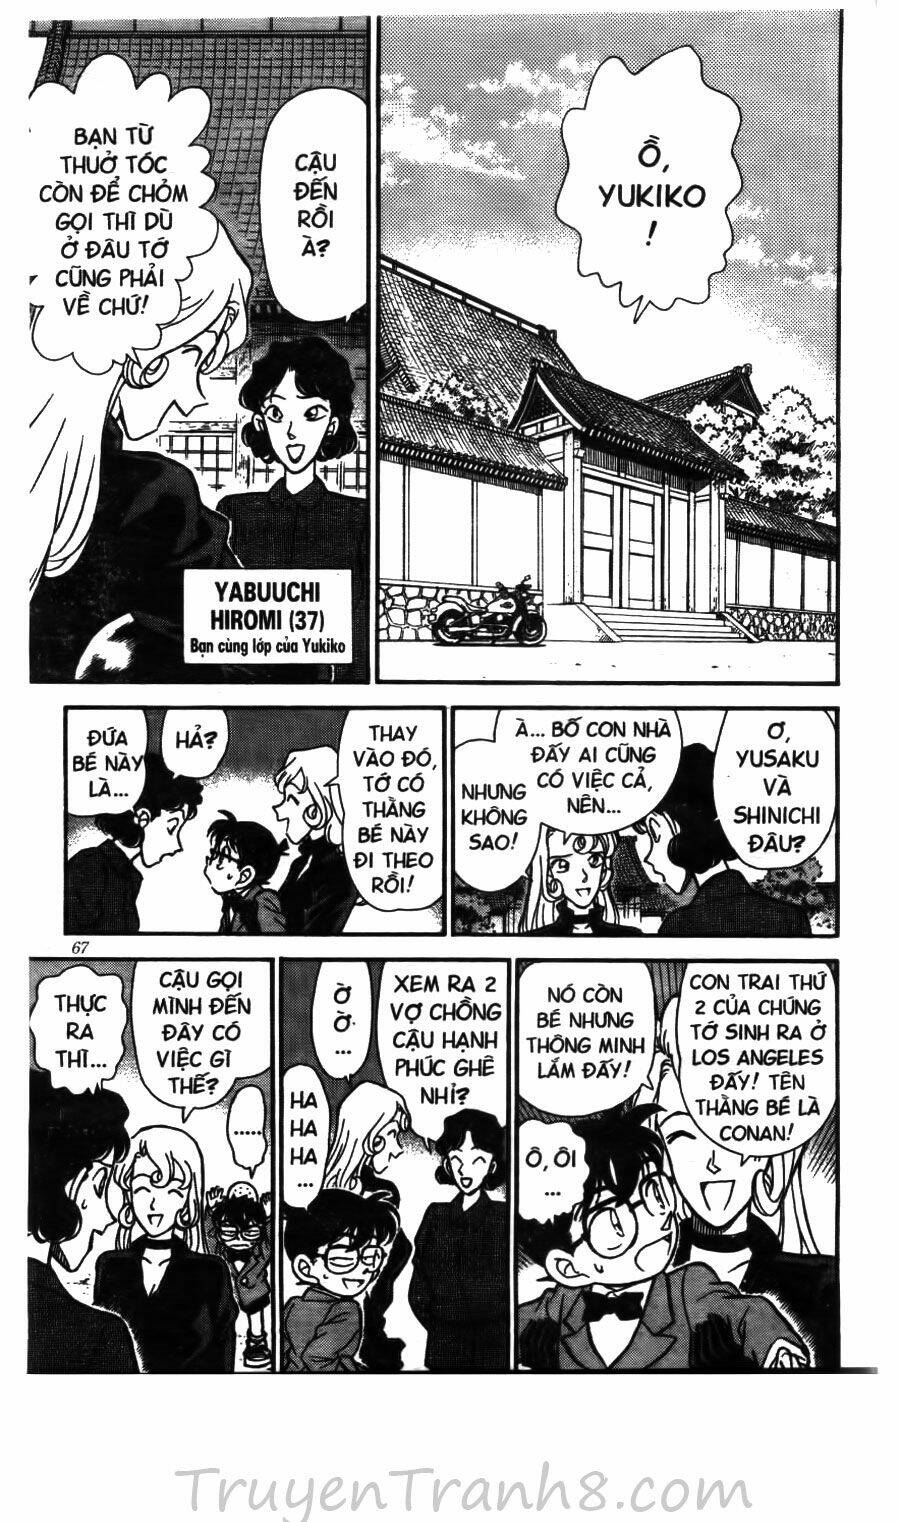 Ồ,
YUKIKO
!
CẬU
ĐẾN
RỒI
À?
BẠN TỪ
THUỞ TÓC
CÒN ĐỂ CHỎM
GỌI THÌ DÙ
Ở ĐÂU TỚ
CŨNG PHẢI
VỀ CHỨ!
YABUUCHI
HIROMI (37)
Bạn cùng lớp của Yukiko
Ơ,
YUSAKU
VÀ
SHINICHI
ĐÂU?
À... BỐ CON NHÀ
ĐẤY AI CŨNG
CÓ VIỆC CẢ,
NÊN...
NHƯNG
KHÔNG
SAO!
THAY
VÀO ĐÓ,
TỚ CÓ
THẰNG
BÉ NÀY
ĐI THEO
RỒI!
HẢ?
ĐỨA
BÉ NÀY
LÀ...
67
CON TRAI THỨ
2 CỦA CHÚNG
TỚ SINH RA Ở
LOS ANGELES
ĐẤY! TÊN
THẰNG BÉ LÀ
CONAN!
NÓ CÒN
BÉ NHƯNG
THÔNG MINH
LẮM ĐẤY!
Ô, ÔI
...
XEM RA 2
VỢ CHỒNG
CẬU HẠNH
PHÚC GHÊ
NHỈ?
Ờ
Ờ
...
HA
HA
HA
...
CẬU GỌI
MÌNH ĐẾN
ĐÂY CÓ
VIỆC GÌ
THẾ?
......
THỰC
RA
THÌ...
TruyenTranh8.com